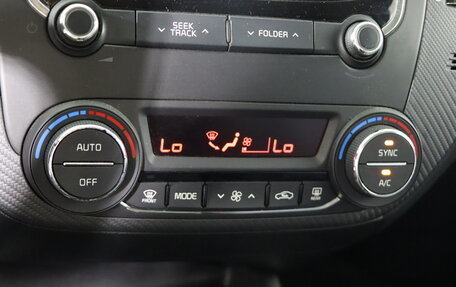 SEEK
TRACK
FOLDER
AUTO
OFF
Lo
Lo
SYNC
A/C
FRONT
MODE
REAR